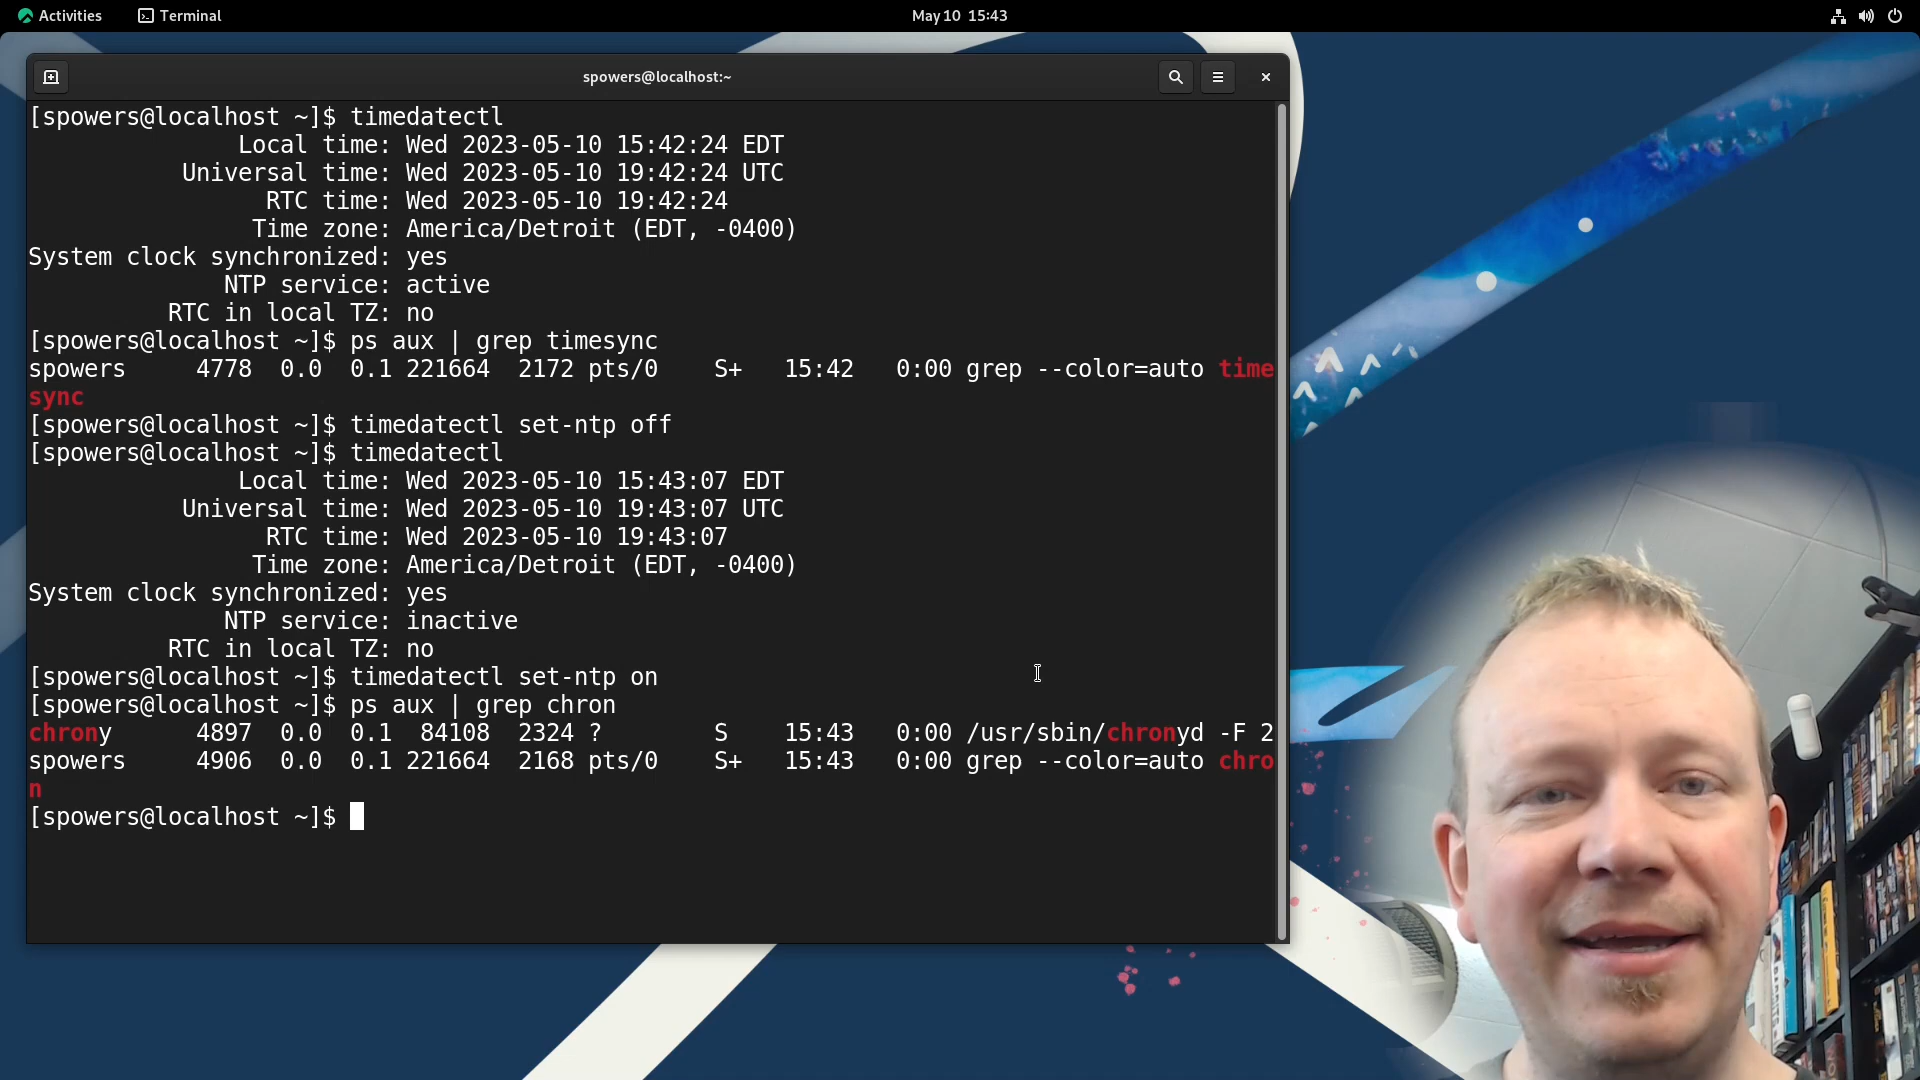 Activities Terminal May 10 15:43
spowers@localhost:~
[spowers@localhost ~]$ timedatectl
Local time: Wed 2023-05-10 15:42:24 EDT
Universal time: Wed 2023-05-10 19:42:24 UTC
RTC time: Wed 2023-05-10 19:42:24
Time zone: America/Detroit (EDT, -0400)
System clock synchronized: yes
NTP service: active
RTC in local TZ: no
[spowers@localhost ~]$ ps aux | grep timesync
spowers 4778 0.0 0.1 221664 2172 pts/0 S+ 15:42 0:00 grep --color=auto time
sync
[spowers@localhost ~]$ timedatectl set-ntp off
[spowers@localhost ~]$ timedatectl
Local time: Wed 2023-05-10 15:43:07 EDT
Universal time: Wed 2023-05-10 19:43:07 UTC
RTC time: Wed 2023-05-10 19:43:07
Time zone: America/Detroit (EDT, -0400)
System clock synchronized: yes
NTP service: inactive
RTC in local TZ: no
[spowers@localhost ~]$ timedatectl set-ntp on
[spowers@localhost ~]$ ps aux | grep chron
chrony 4897 0.0 0.1 84108 2324 ? S 15:43 0:00 /usr/sbin/chronyd -F 2
spowers 4906 0.0 0.1 221664 2168 pts/0 S+ 15:43 0:00 grep --color=auto chro
n
[spowers@localhost ~]$